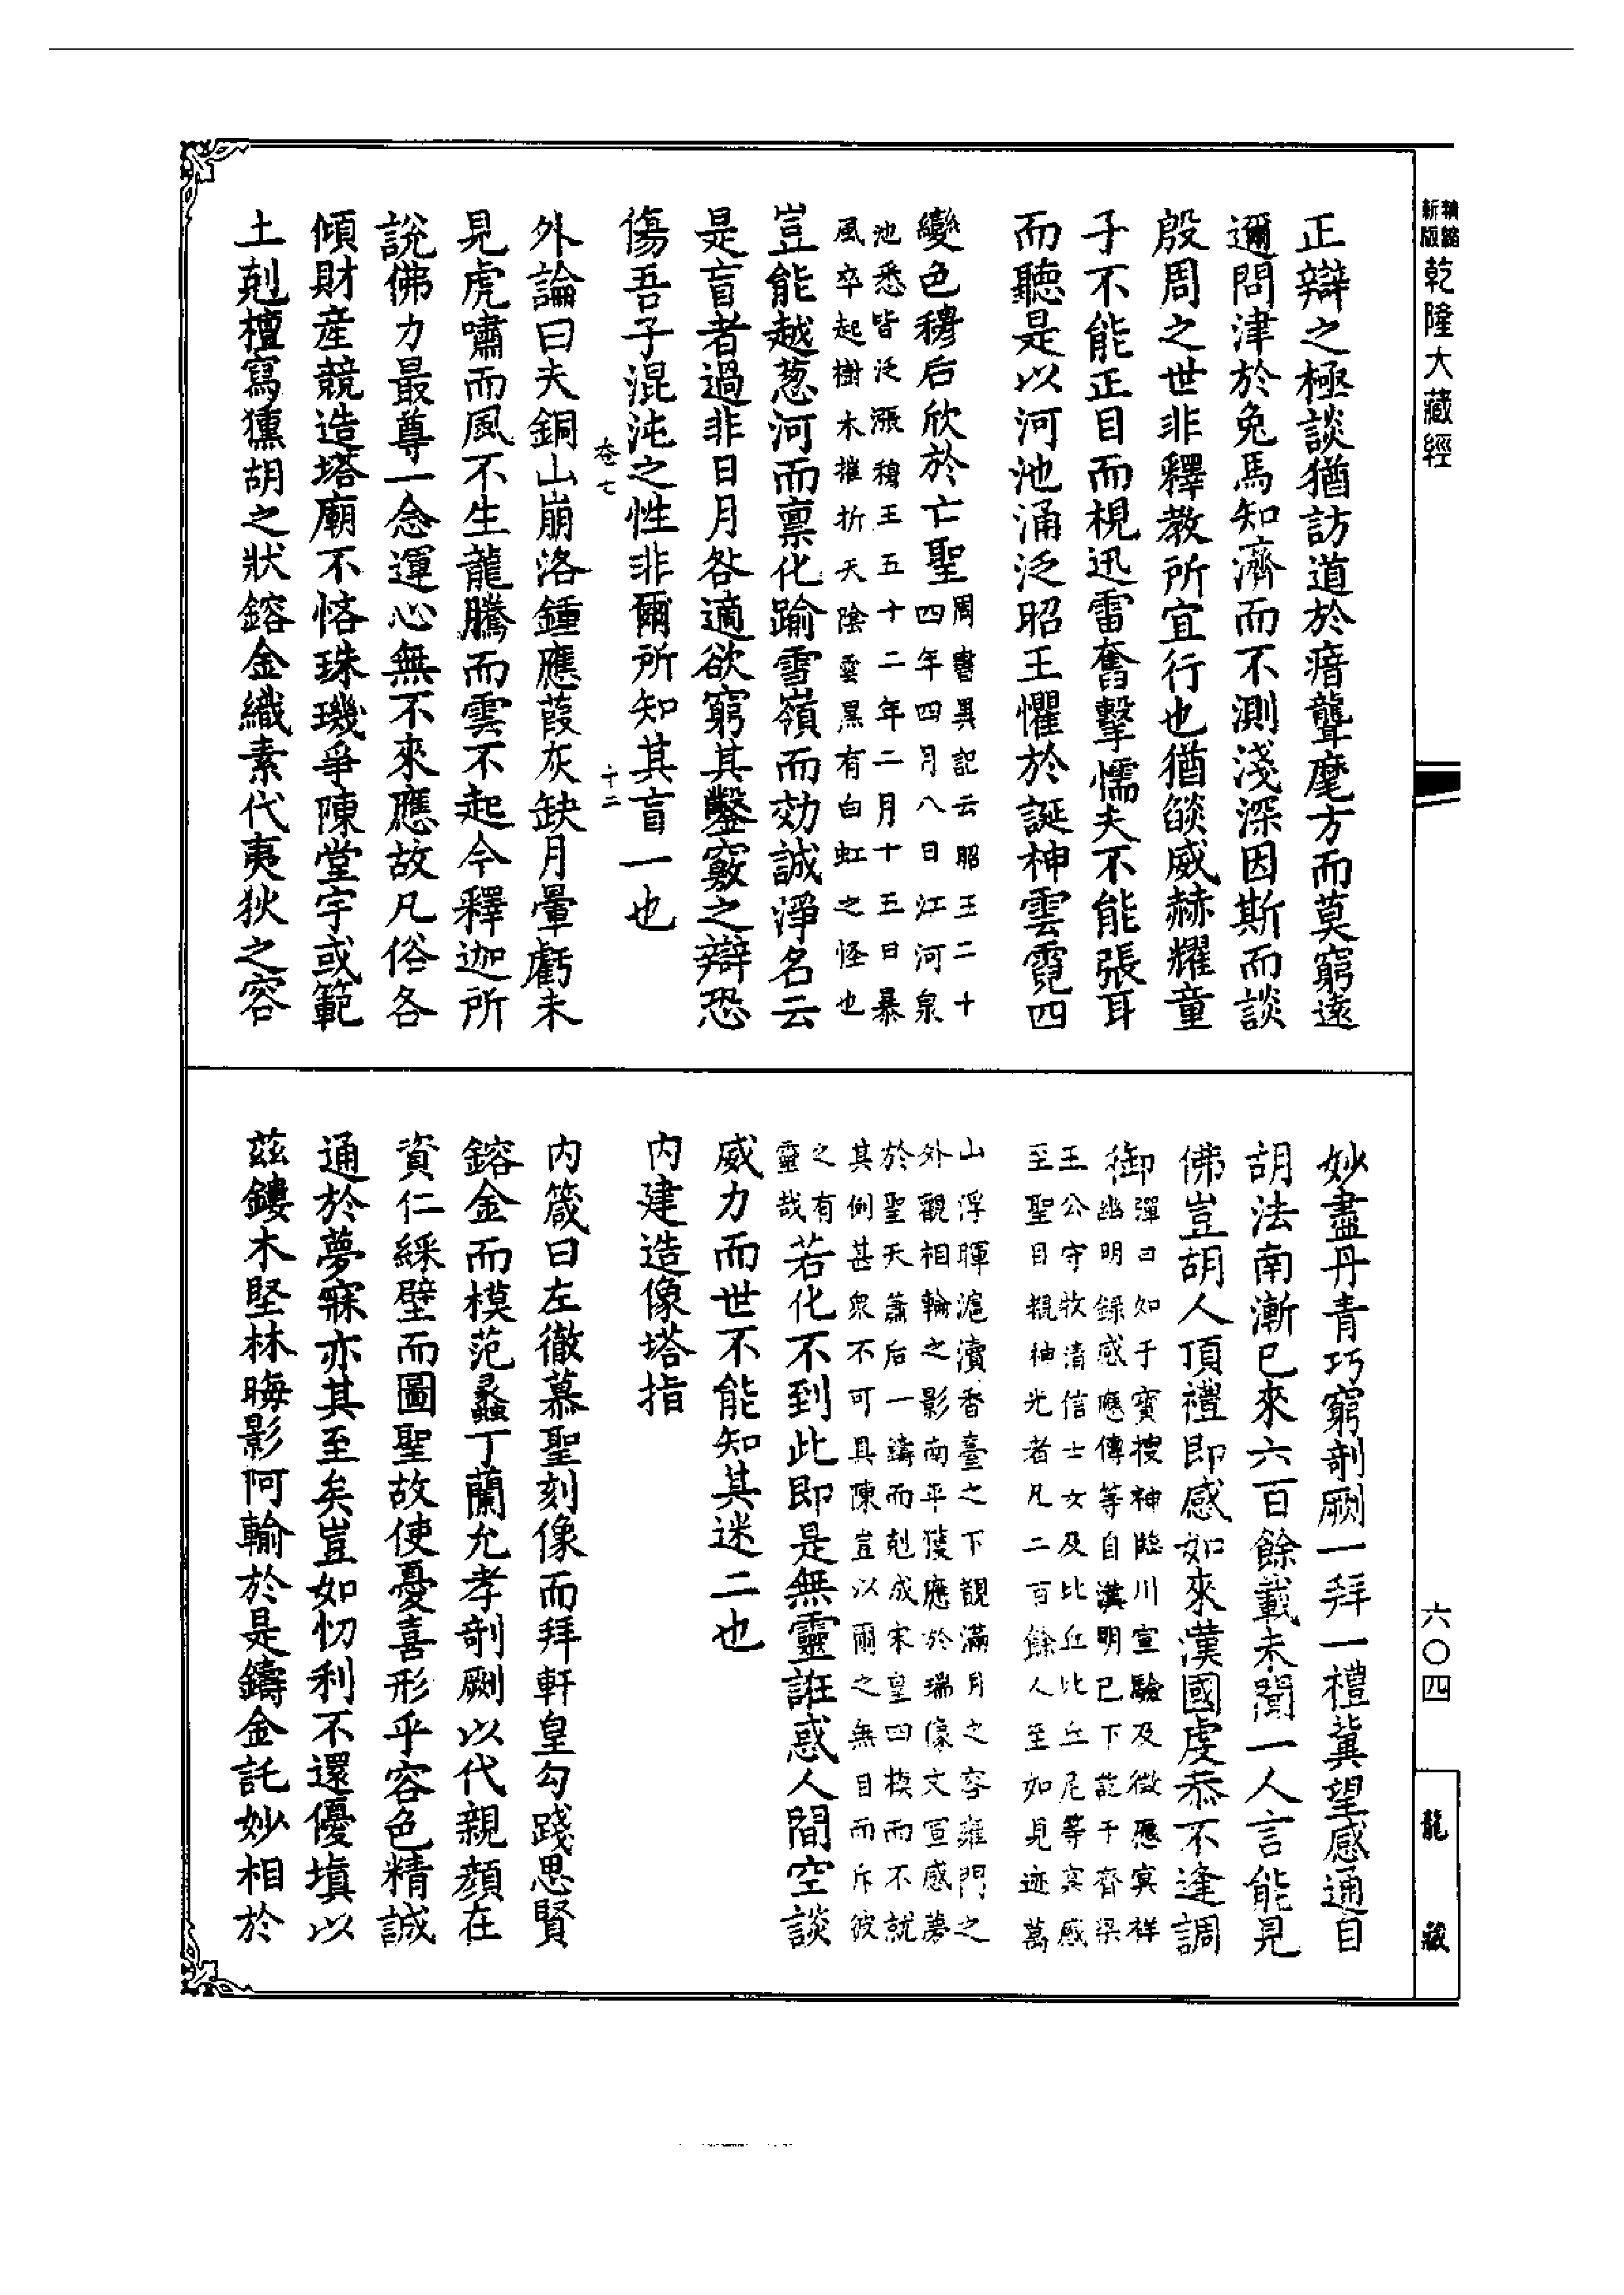 精縮新版乾隆大藏經
正辯之極談猶訪道於瘖聾麾方而莫窮遠
邇問津於兔馬知濟而不測淺深因斯而談
殷周之世非釋教所宜行也猶燄威赫耀童
子不能正目而視迅雷奮擊懦夫不能張耳
而聽是以河池涌泛昭王懼於誕神雲霓四
變色穆后欣於亡聖周書異記云昭王二十
四年四月八日江河泉
池悉皆泛漲穆王五十二年二月十五日暴
風卒起樹木摧折天陰雲黑有白虹之怪也
豈能越葱河而禀化踰雪嶺而効誠淨名云
是盲者過非日月咎適欲窮其鑿竅之辯恐
傷吾子混沌之性非爾所知其盲一也
卷七 十二
外論曰夫銅山崩洛鍾應葭灰缺月暈虧未
見虎嘯而風不生龍騰而雲不起今釋迦所
說佛力最尊一念運心無不來應故凡俗各
傾財産競造塔廟不悋珠璣爭陳堂宇或範
土剋檀寫獯胡之狀鎔金織素代夷狄之容
妙盡丹青巧窮剞劂一拜一禮冀望感通自
胡法南漸已來六百餘載未聞一人言能見
佛豈胡人頂禮即感如來漢國虔恭不逢調
御彈曰如于寶搜神臨川宣驗及徵應冥祥
幽明錄感應傳等自漢明已下訖于齊梁
王公守牧清信士女及比丘比丘尼等冥感
至聖目覩神光者凡二百餘人至如見迹萬
山浮暉滬瀆香臺之下覩滿月之容雍門之
外觀相輪之影南平獲應於瑞像文宣感夢
於聖天蕭后一鑄而剋成宋皇四模而不就
其例甚衆不可具陳豈以爾之無目而斥彼
之有
靈哉若化不到此即是無靈誑惑人間空談
威力而世不能知其迷二也
內建造像塔指
内箴曰左徹慕聖刻像而拜軒皇勾踐思賢
鎔金而模范蠡丁蘭允孝剞劂以代親顔在
資仁綵壁而圖聖故使憂喜形乎容色精誠
通於夢寐亦其至矣豈如忉利不還優塡以
茲鏤木堅林晦影阿輸於是鑄金託妙相於
六〇四
龍藏